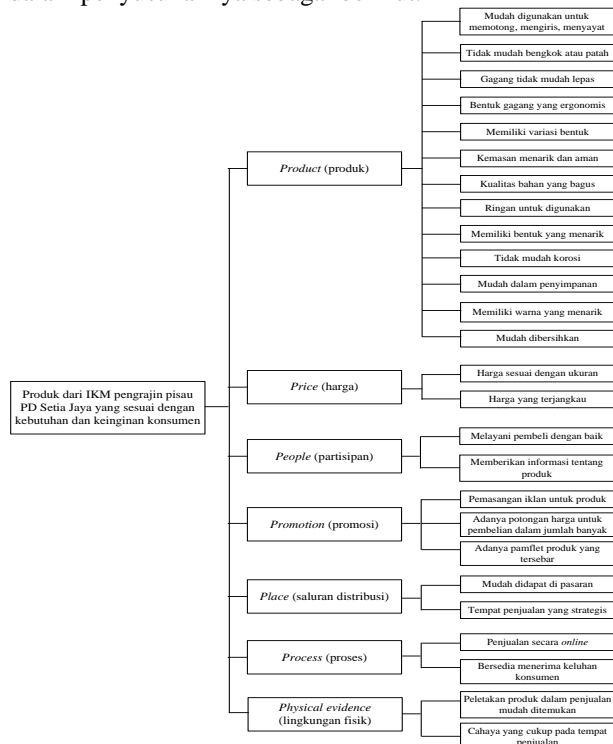 Mudah digunakan untuk
memotong, mengiris, menyayat
Tidak mudah bengkok atau patah
Gagang tidak mudah lepas
Bentuk gagang yang ergonomis
Memiliki variasi bentuk
Product (produk)
Kemasan menarik dan aman
Kualitas bahan yang bagus
Ringan untuk digunakan
Memiliki bentuk yang menarik
Tidak mudah korosi
Mudah dalam penyimpanan
Memiliki warna yang menarik
Mudah dibersihkan
Produk dari IKM pengrajin pisau
PD Setia Jaya yang sesuai dengan
kebutuhan dan keinginan konsumen
Price (harga)
Harga sesuai dengan ukuran
Harga yang terjangkau
People (partisipan)
Melayani pembeli dengan baik
Memberikan informasi tentang
produk
Promotion (promosi)
Pemasangan iklan untuk produk
Adanya potongan harga untuk
pembelian dalam jumlah banyak
Adanya pamflet produk yang
tersebar
Place (saluran distribusi)
Mudah didapat di pasaran
Tempat penjualan yang strategis
Process (proses)
Penjualan secara online
Bersedia menerima keluhan
konsumen
Physical evidence
(lingkungan fisik)
Peletakan produk dalam penjualan
mudah ditemukan
Cahaya yang cukup pada tempat
penjualan